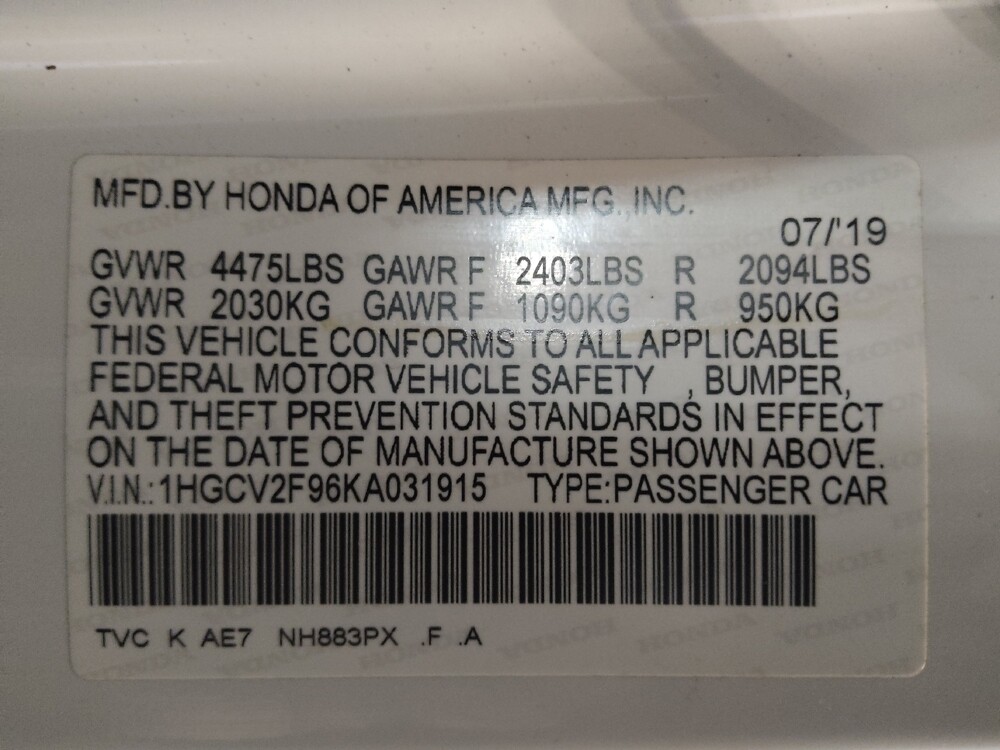 MFD.BY HONDA OF AMERICA MFG.,INC.
07/'19
GVWR 4475LBS GAWR F 2403LBS R 2094LBS
GVWR 2030KG GAWR F 1090KG R 950KG
THIS VEHICLE CONFORMS TO ALL APPLICABLE
FEDERAL MOTOR VEHICLE SAFETY , BUMPER,
AND THEFT PREVENTION STANDARDS IN EFFECT
ON THE DATE OF MANUFACTURE SHOWN ABOVE.
V.I.N.:1HGCV2F96KA031915 TYPE:PASSENGER CAR
TVC K AE7 NH883PX .F .A